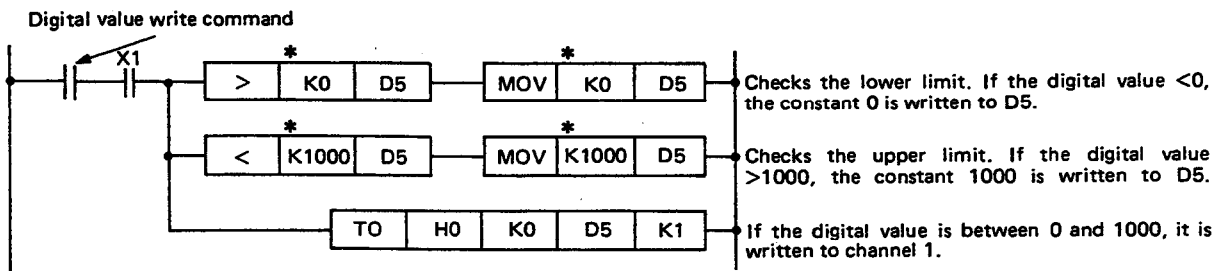 Digital value write command
X1
* *
> K0 D5 MOV K0 D5 Checks the lower limit. If the digital value <0,
the constant 0 is written to D5.
* *
< K1000 D5 MOV K1000 D5 Checks the upper limit. If the digital value
>1000, the constant 1000 is written to D5.
TO H0 K0 D5 K1 If the digital value is between 0 and 1000, it is
written to channel 1.